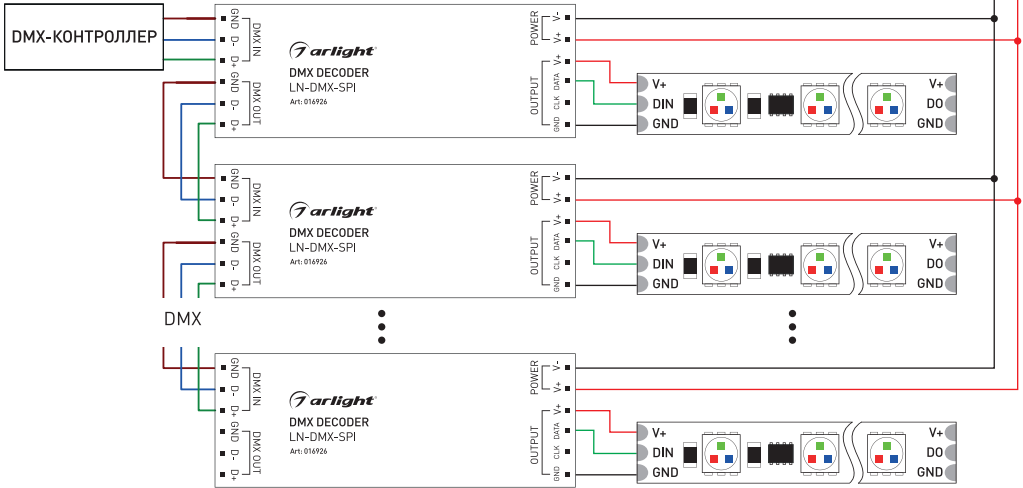 DMX-КОНТРОЛЛЕР
GND
D-
D+
DMX IN
GND
D-
D+
DMX OUT
arlight
DMX DECODER
LN-DMX-SPI
Art: 016926
POWER
V-
V+
OUTPUT
V+
DATA
CLK
GND
V+
DIN
GND
V+
DO
GND
GND
D-
D+
DMX IN
GND
D-
D+
DMX OUT
arlight
DMX DECODER
LN-DMX-SPI
Art: 016926
POWER
V-
V+
OUTPUT
V+
DATA
CLK
GND
V+
DIN
GND
V+
DO
GND
DMX
GND
D-
D+
DMX IN
GND
D-
D+
DMX OUT
arlight
DMX DECODER
LN-DMX-SPI
Art: 016926
POWER
V-
V+
OUTPUT
V+
DATA
CLK
GND
V+
DIN
GND
V+
DO
GND